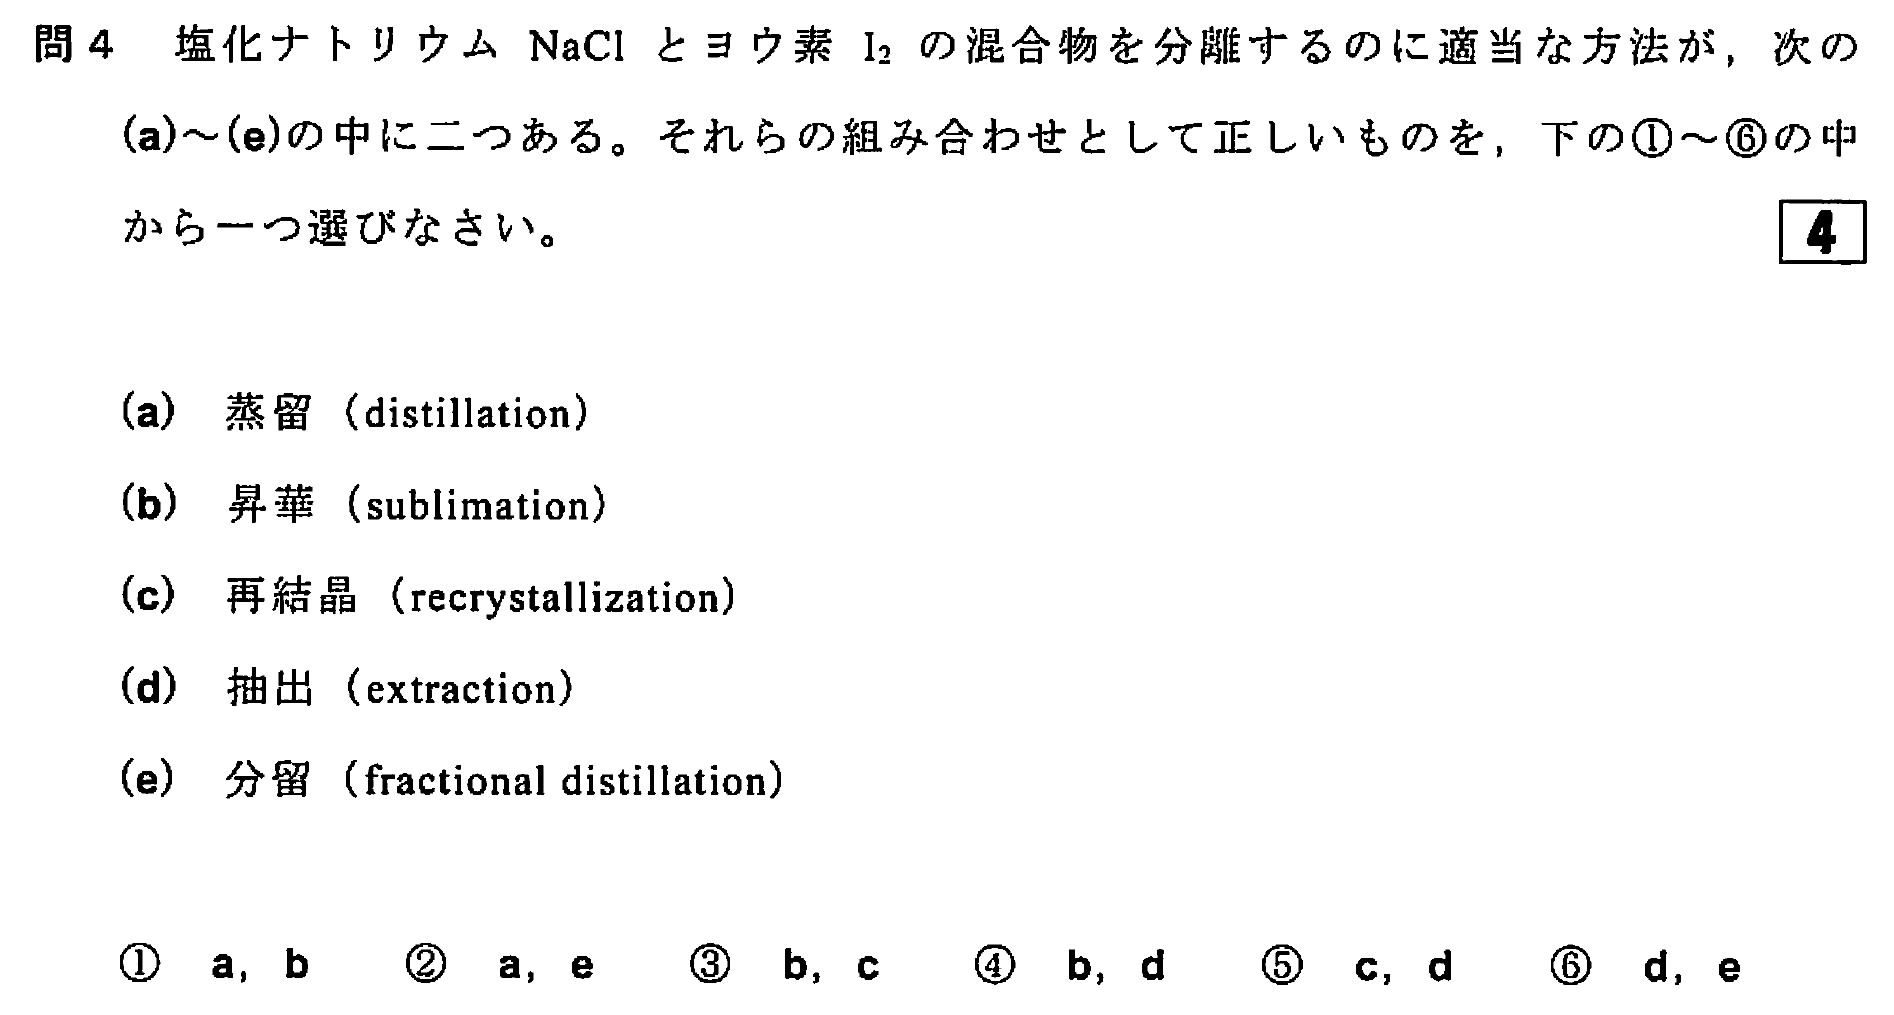 問4 塩化ナトリウム NaCl とヨウ素 I₂ の混合物を分離するのに適当な方法が，次の
(a)～(e)の中に二つある。それらの組み合わせとして正しいものを，下の①～⑥の中
から一つ選びなさい。
4
(a) 蒸留（distillation）
(b) 昇華（sublimation）
(c) 再結晶（recrystallization）
(d) 抽出（extraction）
(e) 分留（fractional distillation）
① a, b ② a, e ③ b, c ④ b, d ⑤ c, d ⑥ d, e